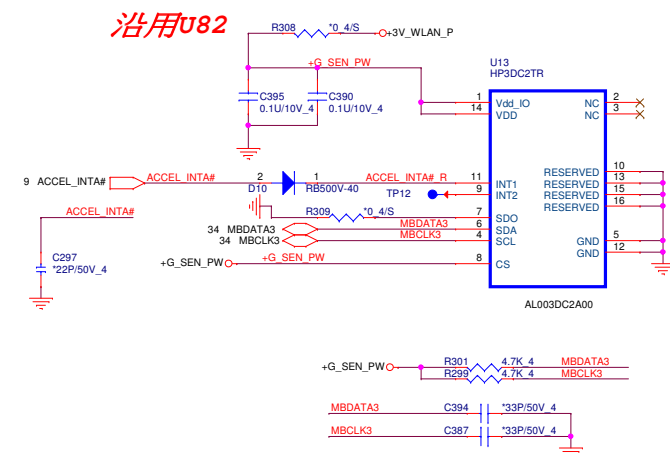 沿用U82
R308 *0_4/S +3V_WLAN_P
+G_SEN_PW
U13
HP3DC2TR
C395
0.1U/10V_4
C390
0.1U/10V_4
1 Vdd_IO NC 2
14 VDD NC 3
9 ACCEL_INTA# ACCEL_INTA# 2 1 ACCEL_INTA#_R 11 INT1
D10 RB500V-40
TP12 9 INT2
RESERVED 10
RESERVED 13
RESERVED 15
RESERVED 16
ACCEL_INTA#
R309 *0_4/S 7 SDO
34 MBDATA3 MBDATA3 6 SDA
34 MBCLK3 MBCLK3 4 SCL
GND 5
GND 12
C297
*22P/50V_4
+G_SEN_PW +G_SEN_PW 8 CS
AL003DC2A00
+G_SEN_PW R301 4.7K_4 MBDATA3
R299 4.7K_4 MBCLK3
MBDATA3 C394 *33P/50V_4
MBCLK3 C387 *33P/50V_4